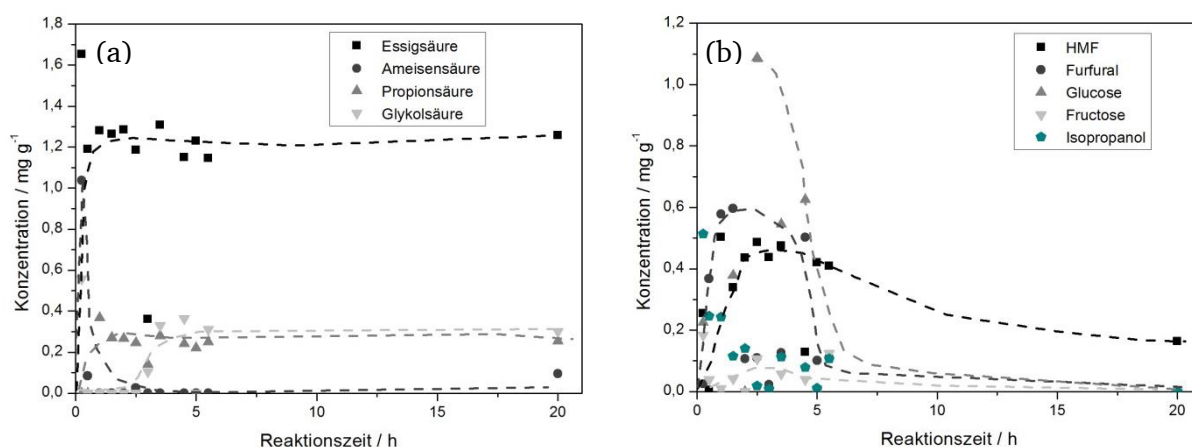 (a)
Konzentration / mg g⁻¹
1,8
1,6
1,4
1,2
1,0
0,8
0,6
0,4
0,2
0,0
Essigsäure
Ameisensäure
Propionsäure
Glykolsäure
0
5
10
15
20
Reaktionszeit / h
(b)
Konzentration / mg g⁻¹
1,2
1,0
0,8
0,6
0,4
0,2
0,0
HMF
Furfural
Glucose
Fructose
Isopropanol
0
5
10
15
20
Reaktionszeit / h